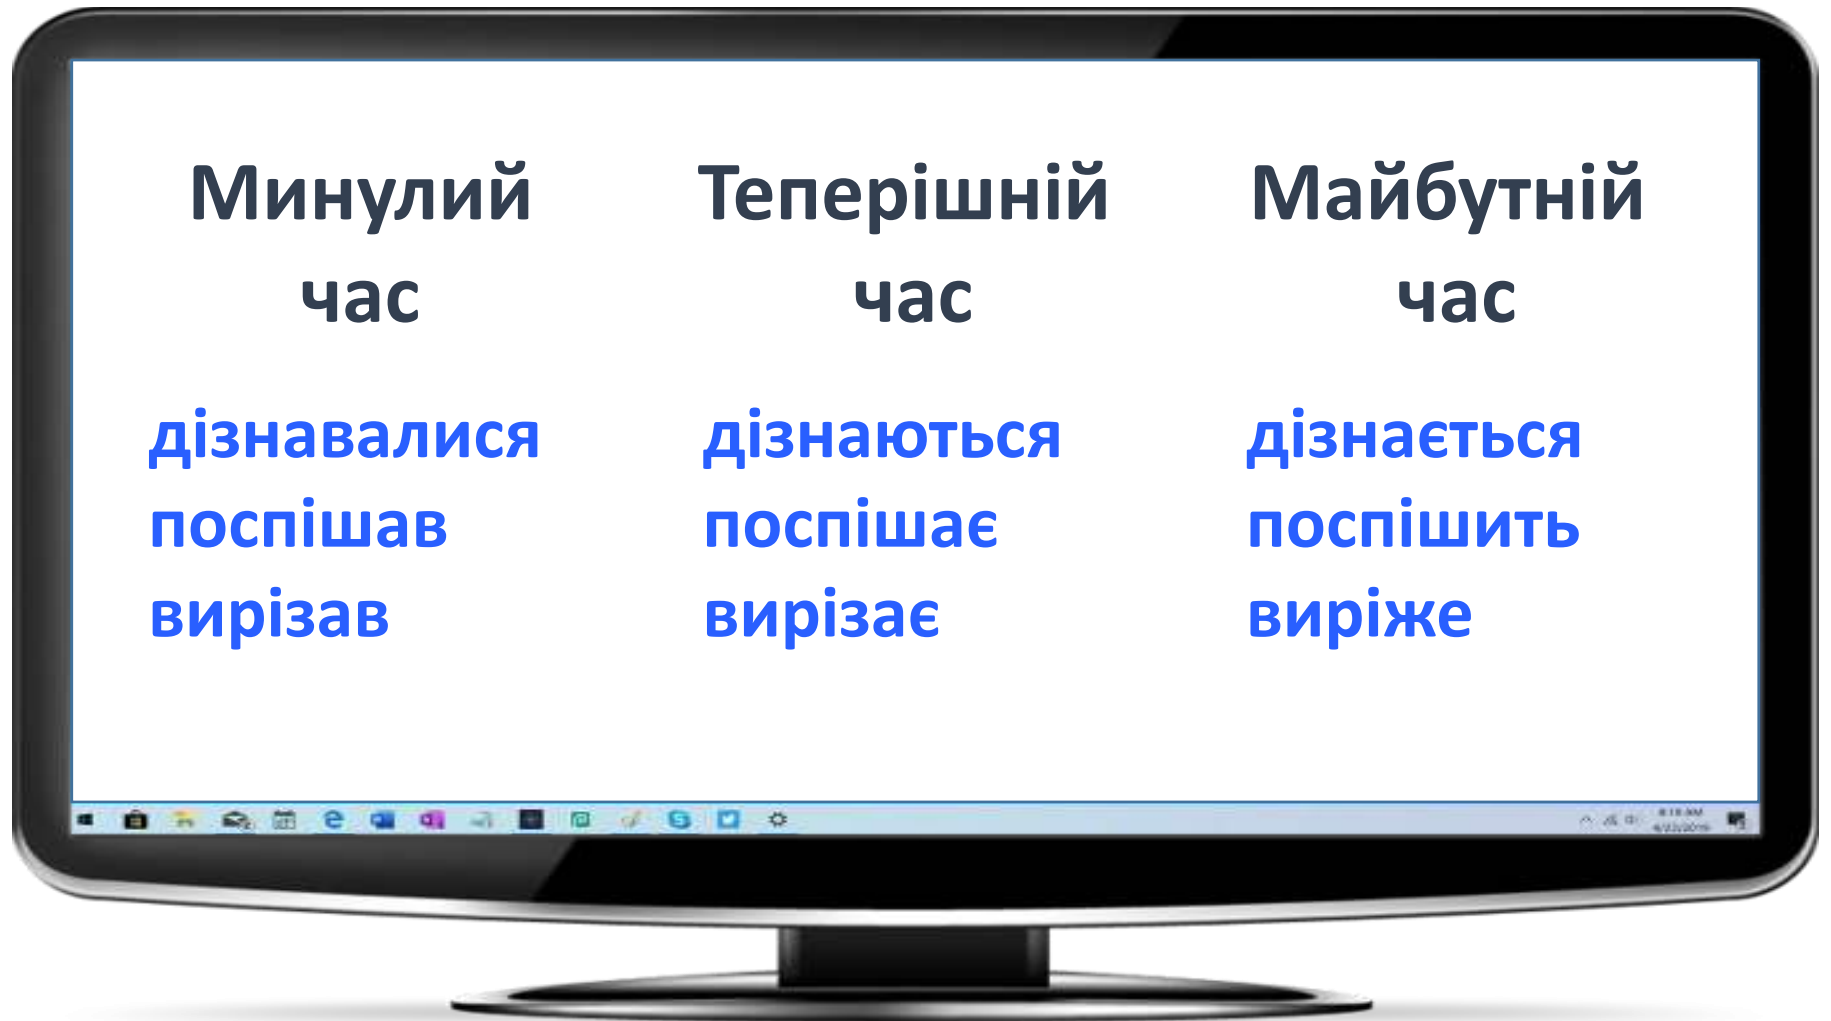 Минулий час
Теперішній час
Майбутній час
дізнавалися
поспішав
вирізав
дізнаються
поспішає
вирізає
дізнається
поспішить
виріже